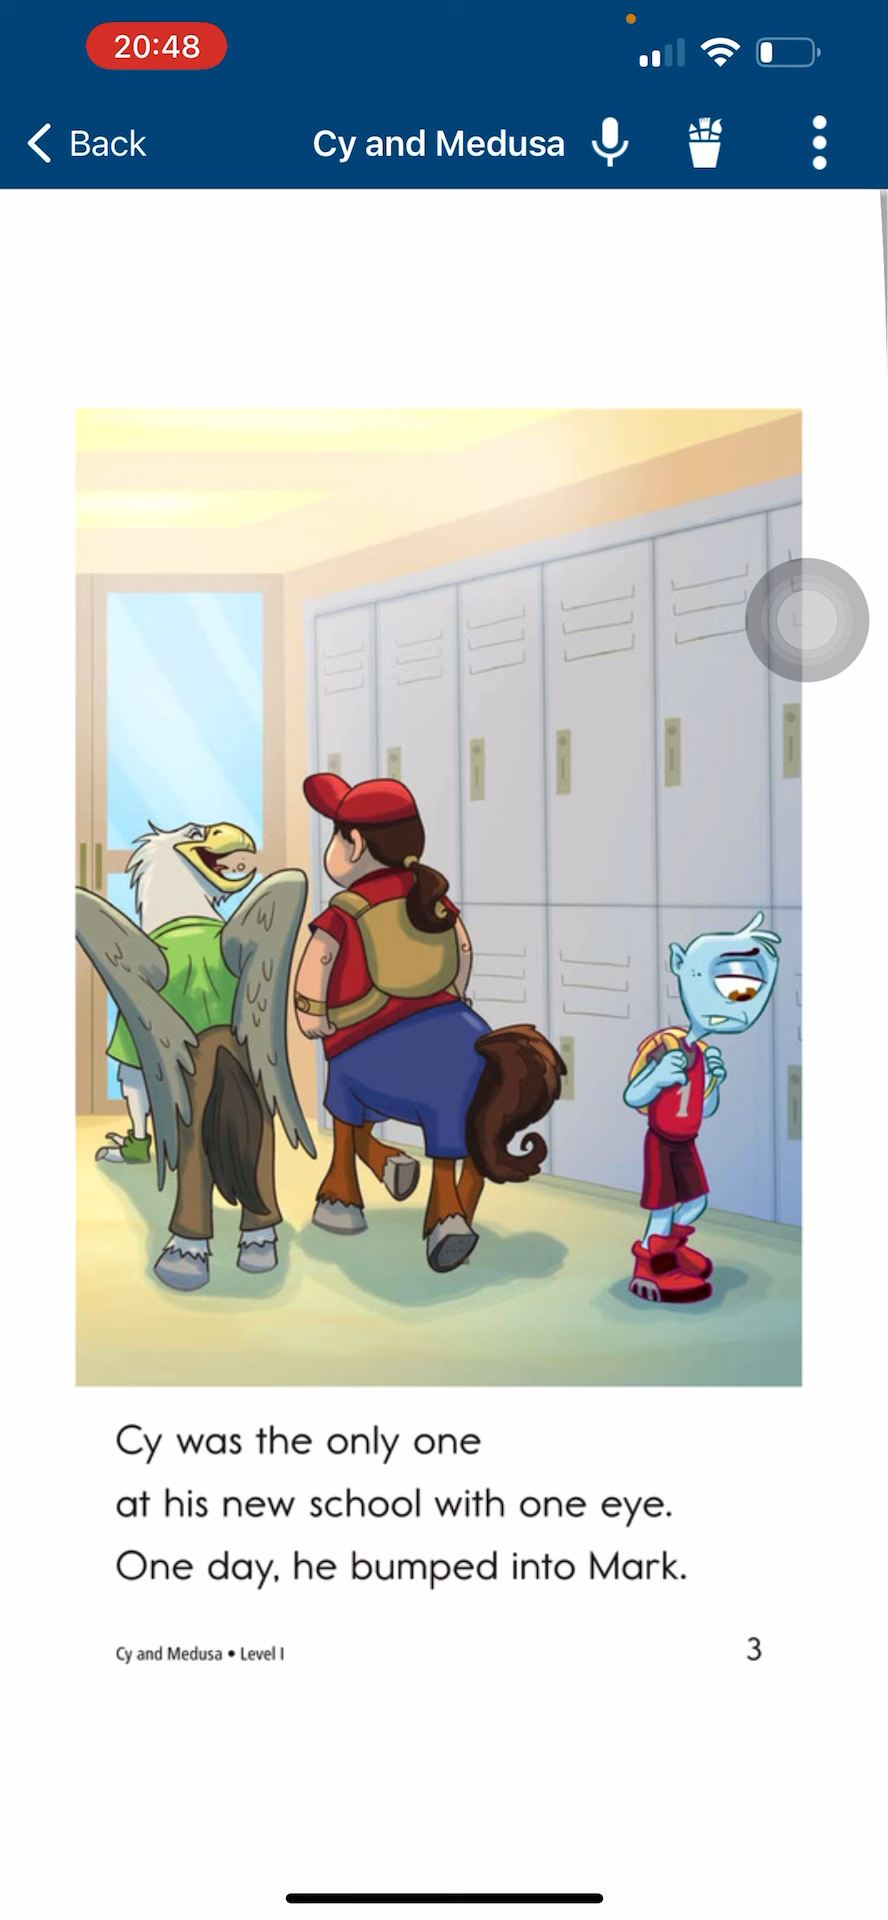 20:48
Back
Cy and Medusa
1
Cy was the only one
at his new school with one eye.
One day, he bumped into Mark.
Cy and Medusa • Level I
3